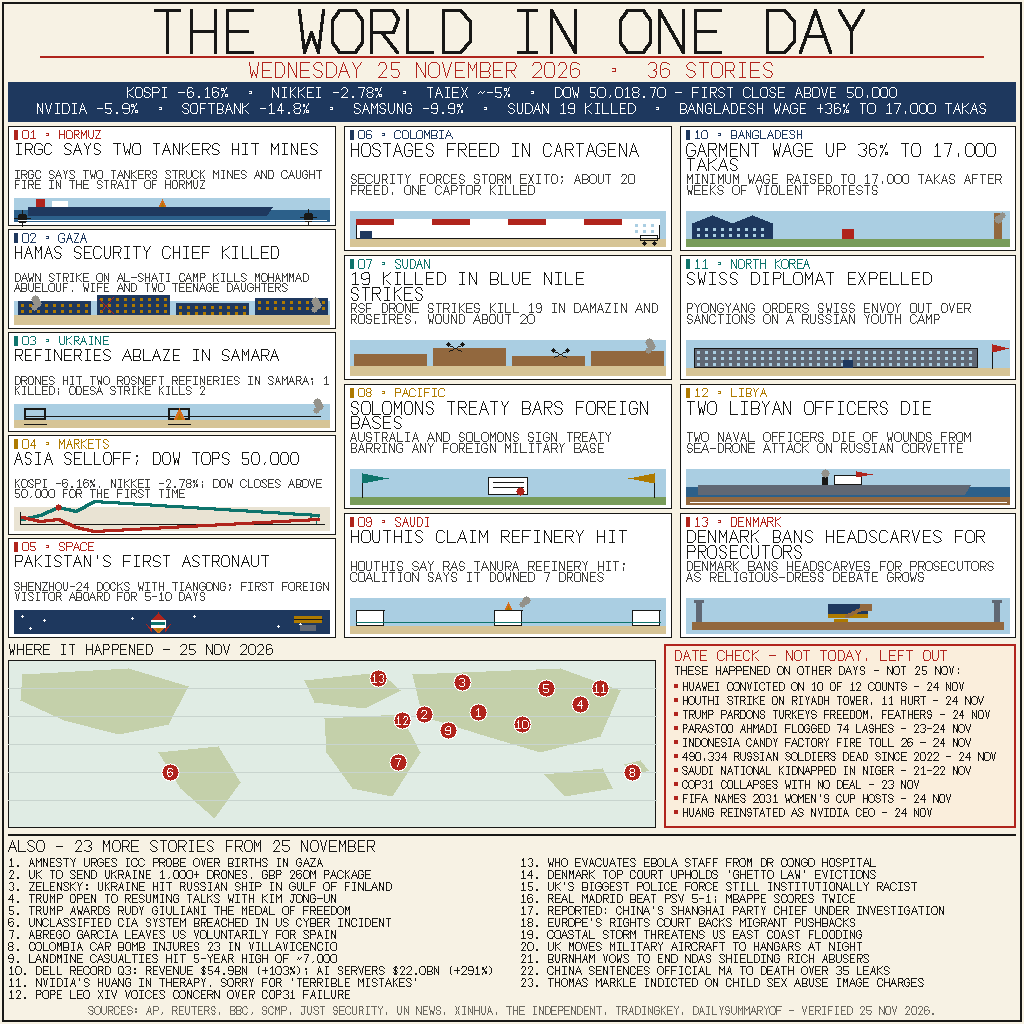 THE WORLD IN ONE DAY
WEDNESDAY 25 NOVEMBER 2026 · 36 STORIES
KOSPI -6.16% · NIKKEI -2.78% · TAIEX ~-5% · DOW 50,018.70 - FIRST CLOSE ABOVE 50,000
NVIDIA -5.9% · SOFTBANK -14.8% · SAMSUNG -9.9% · SUDAN 19 KILLED · BANGLADESH WAGE +36% TO 17,000 TAKAS
01 · HORMUZ
IRGC SAYS TWO TANKERS HIT MINES
IRGC SAYS TWO TANKERS STRUCK MINES AND CAUGHT
FIRE IN THE STRAIT OF HORMUZ
02 · GAZA
HAMAS SECURITY CHIEF KILLED
DAWN STRIKE ON AL-SHATI CAMP KILLS MOHAMMAD
ABUELOUF, WIFE AND TWO TEENAGE DAUGHTERS
03 · UKRAINE
REFINERIES ABLAZE IN SAMARA
DRONES HIT TWO ROSNEFT REFINERIES IN SAMARA; 1
KILLED; ODESA STRIKE KILLS 2
04 · MARKETS
ASIA SELLOFF; DOW TOPS 50,000
KOSPI -6.16%, NIKKEI -2.78%; DOW CLOSES ABOVE
50,000 FOR THE FIRST TIME
05 · SPACE
PAKISTAN'S FIRST ASTRONAUT
SHENZHOU-24 DOCKS WITH TIANGONG; FIRST FOREIGN
VISITOR ABOARD FOR 5-10 DAYS
06 · COLOMBIA
HOSTAGES FREED IN CARTAGENA
SECURITY FORCES STORM EXITO; ABOUT 20
FREED, ONE CAPTOR KILLED
07 · SUDAN
19 KILLED IN BLUE NILE
STRIKES
RSF DRONE STRIKES KILL 19 IN DAMAZIN AND
ROSEIRES, WOUND ABOUT 20
08 · PACIFIC
SOLOMONS TREATY BARS FOREIGN
BASES
AUSTRALIA AND SOLOMONS SIGN TREATY
BARRING ANY FOREIGN MILITARY BASE
09 · SAUDI
HOUTHIS CLAIM REFINERY HIT
HOUTHIS SAY RAS TANURA REFINERY HIT;
COALITION SAYS IT DOWNED 7 DRONES
10 · BANGLADESH
GARMENT WAGE UP 36% TO 17,000
TAKAS
MINIMUM WAGE RAISED TO 17,000 TAKAS AFTER
WEEKS OF VIOLENT PROTESTS
11 · NORTH KOREA
SWISS DIPLOMAT EXPELLED
PYONGYANG ORDERS SWISS ENVOY OUT OVER
SANCTIONS ON A RUSSIAN YOUTH CAMP
12 · LIBYA
TWO LIBYAN OFFICERS DIE
TWO NAVAL OFFICERS DIE OF WOUNDS FROM
SEA-DRONE ATTACK ON RUSSIAN CORVETTE
13 · DENMARK
DENMARK BANS HEADSCARVES FOR
PROSECUTORS
DENMARK BANS HEADSCARVES FOR PROSECUTORS
AS RELIGIOUS-DRESS DEBATE GROWS
WHERE IT HAPPENED - 25 NOV 2026
13
3
5
11
4
12
2
1
10
9
7
6
8
DATE CHECK - NOT TODAY, LEFT OUT
THESE HAPPENED ON OTHER DAYS - NOT 25 NOV:
HUAWEI CONVICTED ON 10 OF 12 COUNTS - 24 NOV
HOUTHI STRIKE ON RIYADH TOWER, 11 HURT - 24 NOV
TRUMP PARDONS TURKEYS FREEDOM, FEATHERS - 24 NOV
PARASTOO AHMADI FLOGGED 74 LASHES - 23-24 NOV
INDONESIA CANDY FACTORY FIRE TOLL 26 - 24 NOV
490,334 RUSSIAN SOLDIERS DEAD SINCE 2022 - 24 NOV
SAUDI NATIONAL KIDNAPPED IN NIGER - 21-22 NOV
COP31 COLLAPSES WITH NO DEAL - 23 NOV
FIFA NAMES 2031 WOMEN'S CUP HOSTS - 24 NOV
HUANG REINSTATED AS NVIDIA CEO - 24 NOV
ALSO - 23 MORE STORIES FROM 25 NOVEMBER
1. AMNESTY URGES ICC PROBE OVER BIRTHS IN GAZA
2. UK TO SEND UKRAINE 1,000+ DRONES, GBP 260M PACKAGE
3. ZELENSKY: UKRAINE HIT RUSSIAN SHIP IN GULF OF FINLAND
4. TRUMP OPEN TO RESUMING TALKS WITH KIM JONG-UN
5. TRUMP AWARDS RUDY GIULIANI THE MEDAL OF FREEDOM
6. UNCLASSIFIED CIA SYSTEM BREACHED IN US CYBER INCIDENT
7. ABREGO GARCIA LEAVES US VOLUNTARILY FOR SPAIN
8. COLOMBIA CAR BOMB INJURES 23 IN VILLAVICENCIO
9. LANDMINE CASUALTIES HIT 5-YEAR HIGH OF ~7,000
10. DELL RECORD Q3: REVENUE $54.9BN (+103%); AI SERVERS $22.0BN (+291%)
11. NVIDIA'S HUANG IN THERAPY, SORRY FOR 'TERRIBLE MISTAKES'
12. POPE LEO XIV VOICES CONCERN OVER COP31 FAILURE
13. WHO EVACUATES EBOLA STAFF FROM DR CONGO HOSPITAL
14. DENMARK TOP COURT UPHOLDS 'GHETTO LAW' EVICTIONS
15. UK'S BIGGEST POLICE FORCE STILL INSTITUTIONALLY RACIST
16. REAL MADRID BEAT PSV 5-1; MBAPPE SCORES TWICE
17. REPORTED: CHINA'S SHANGHAI PARTY CHIEF UNDER INVESTIGATION
18. EUROPE'S RIGHTS COURT BACKS MIGRANT PUSHBACKS
19. COASTAL STORM THREATENS US EAST COAST FLOODING
20. UK MOVES MILITARY AIRCRAFT TO HANGARS AT NIGHT
21. BURNHAM VOWS TO END NDAS SHIELDING RICH ABUSERS
22. CHINA SENTENCES OFFICIAL MA TO DEATH OVER 35 LEAKS
23. THOMAS MARKLE INDICTED ON CHILD SEX ABUSE IMAGE CHARGES
SOURCES: AP, REUTERS, BBC, SCMP, JUST SECURITY, UN NEWS, XINHUA, THE INDEPENDENT, TRADINGKEY, DAILYSUMMARYOF - VERIFIED 25 NOV 2026.